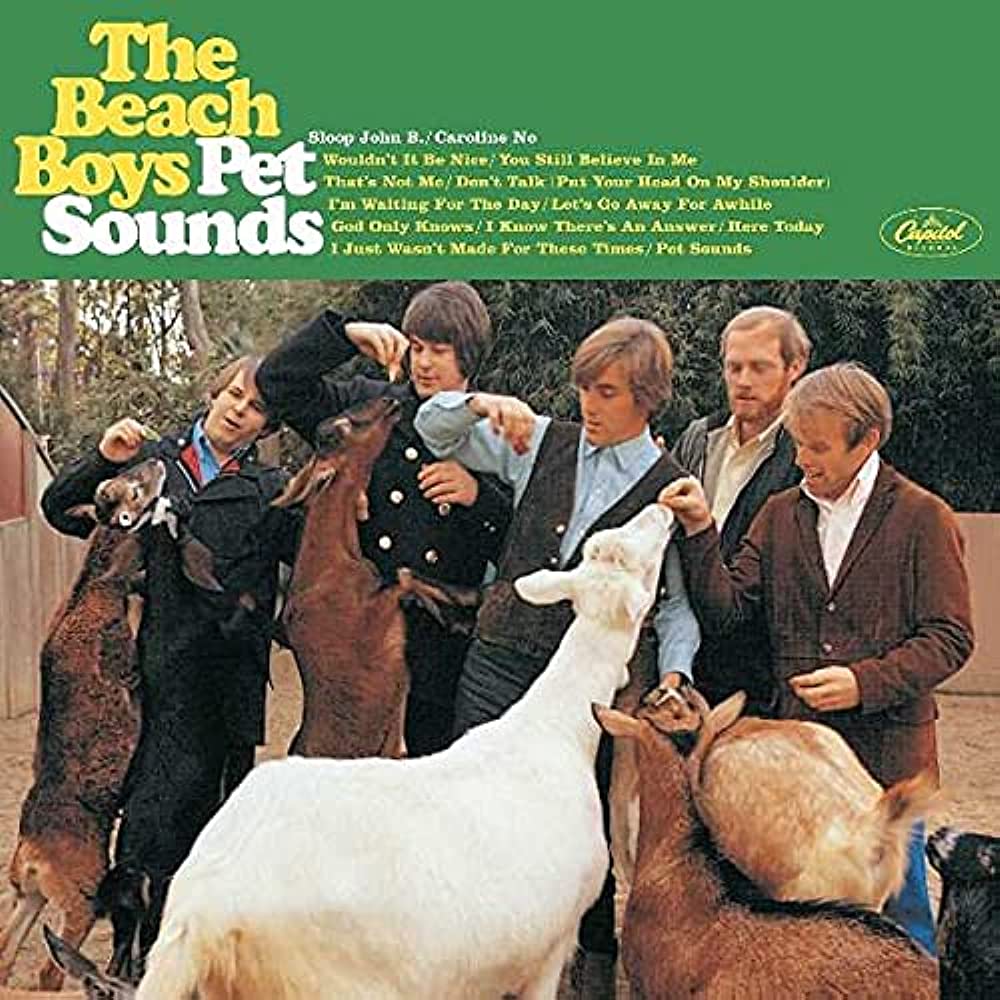 The
Beach
Boys Pet
Sounds
Sloop John B./Caroline No
Wouldn't It Be Nice/You Still Believe In Me
That's Not Me/Don't Talk (Put Your Head On My Shoulder)
I'm Waiting For The Day/Let's Go Away For Awhile
God Only Knows/I Know There's An Answer/Here Today
I Just Wasn't Made For These Times/Pet Sounds
Capitol